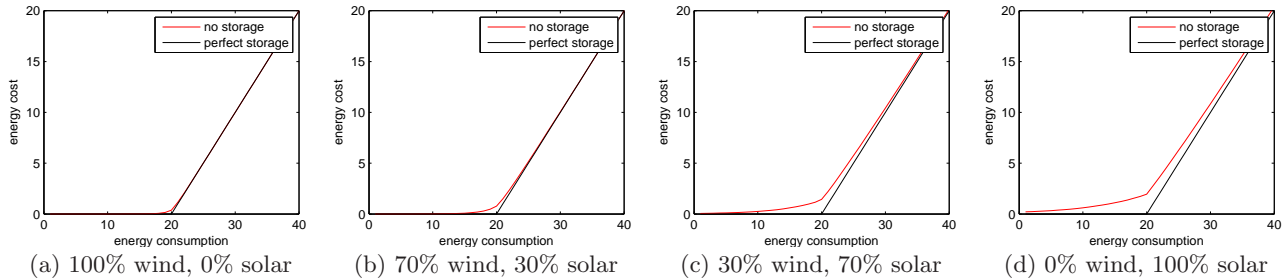 20
15
10
5
0
energy cost
no storage
perfect storage
0 10 20 30 40
energy consumption
(a) 100% wind, 0% solar
20
15
10
5
0
energy cost
no storage
perfect storage
0 10 20 30 40
energy consumption
(b) 70% wind, 30% solar
20
15
10
5
0
energy cost
no storage
perfect storage
0 10 20 30 40
energy consumption
(c) 30% wind, 70% solar
20
15
10
5
0
energy cost
no storage
perfect storage
0 10 20 30 40
energy consumption
(d) 0% wind, 100% solar